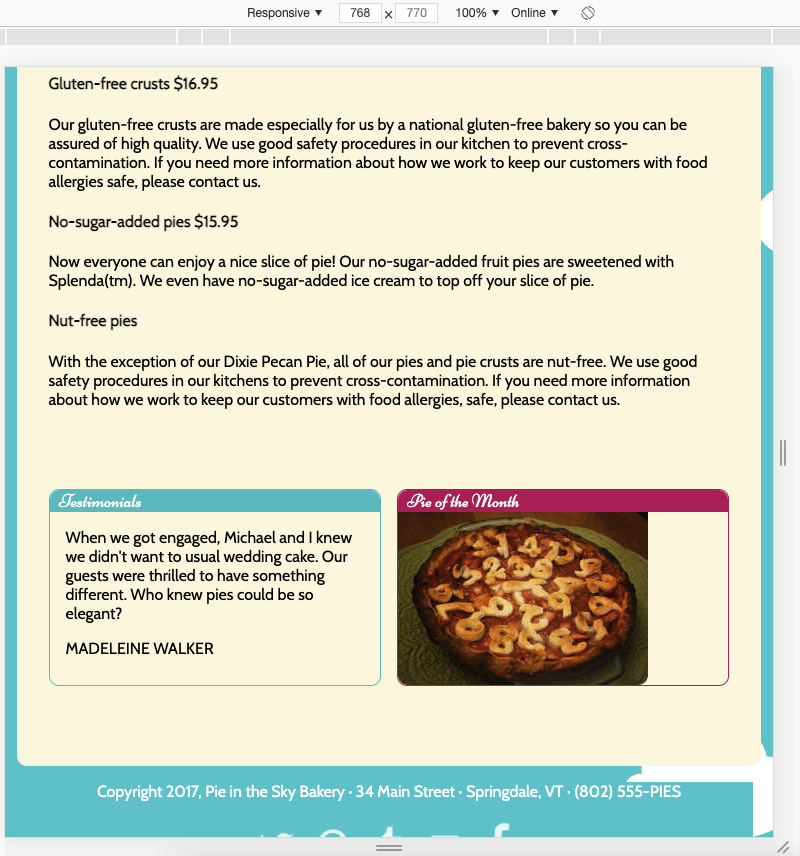 Responsive ▼ 768 × 770 100% ▼ Online ▼
Gluten-free crusts $16.95
Our gluten-free crusts are made especially for us by a national gluten-free bakery so you can be
assured of high quality. We use good safety procedures in our kitchen to prevent cross-
contamination. If you need more information about how we work to keep our customers with food
allergies safe, please contact us.
No-sugar-added pies $15.95
Now everyone can enjoy a nice slice of pie! Our no-sugar-added fruit pies are sweetened with
Splenda(tm). We even have no-sugar-added ice cream to top off your slice of pie.
Nut-free pies
With the exception of our Dixie Pecan Pie, all of our pies and pie crusts are nut-free. We use good
safety procedures in our kitchens to prevent cross-contamination. If you need more information
about how we work to keep our customers with food allergies, safe, please contact us.
Testimonials
When we got engaged, Michael and I knew
we didn't want to usual wedding cake. Our
guests were thrilled to have something
different. Who knew pies could be so
elegant?
MADELEINE WALKER
Pie of the Month
Copyright 2017, Pie in the Sky Bakery · 34 Main Street · Springdale, VT · (802) 555-PIES